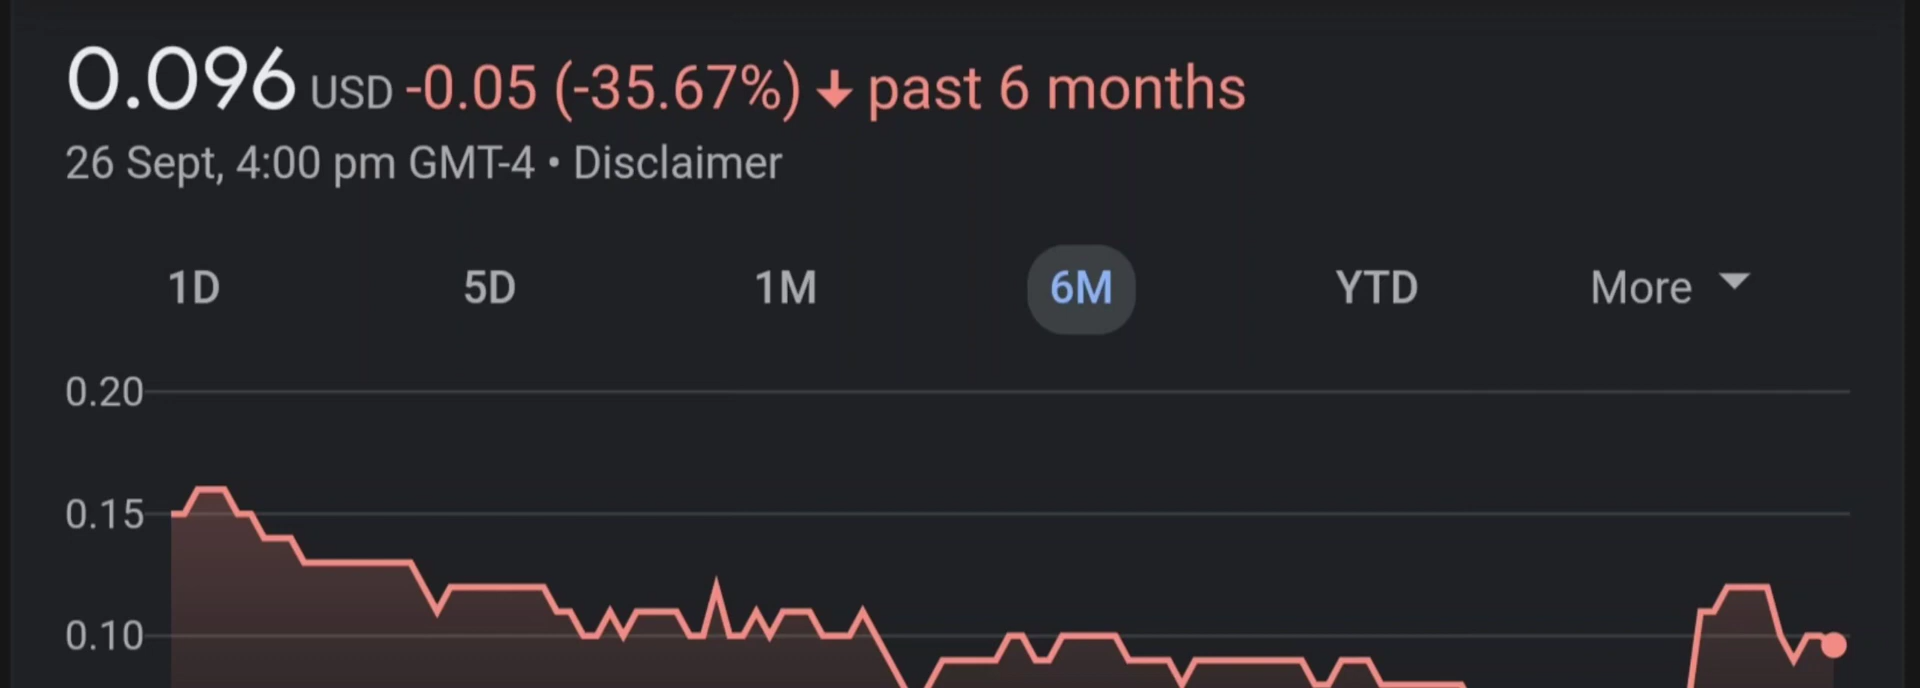 0.096 USD -0.05 (-35.67%) ↓ past 6 months
26 Sept, 4:00 pm GMT-4 • Disclaimer
1D 5D 1M 6M YTD More
0.20
0.15
0.10